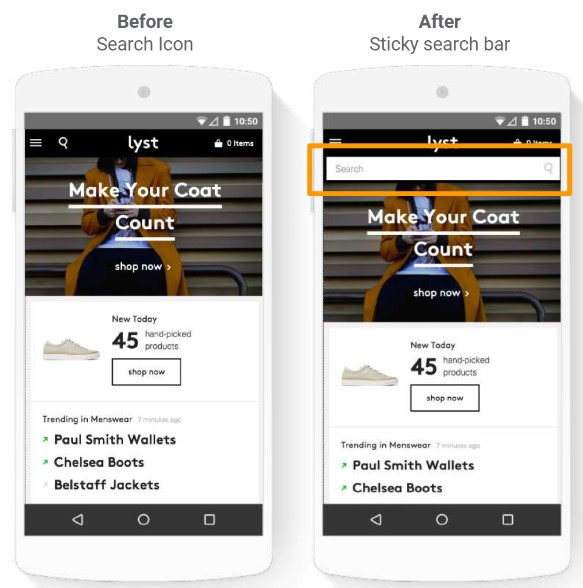 Before
Search Icon
10:50
lyst
0 Items
Make Your Coat
Count
shop now >
New Today
45 hand-picked
products
shop now
Trending in Menswear 7 minutes ago
Paul Smith Wallets
Chelsea Boots
Belstaff Jackets
After
Sticky search bar
10:50
lyst
0 Items
Search
Make Your Coat
Count
shop now >
New Today
45 hand-picked
products
shop now
Trending in Menswear 7 minutes ago
Paul Smith Wallets
Chelsea Boots